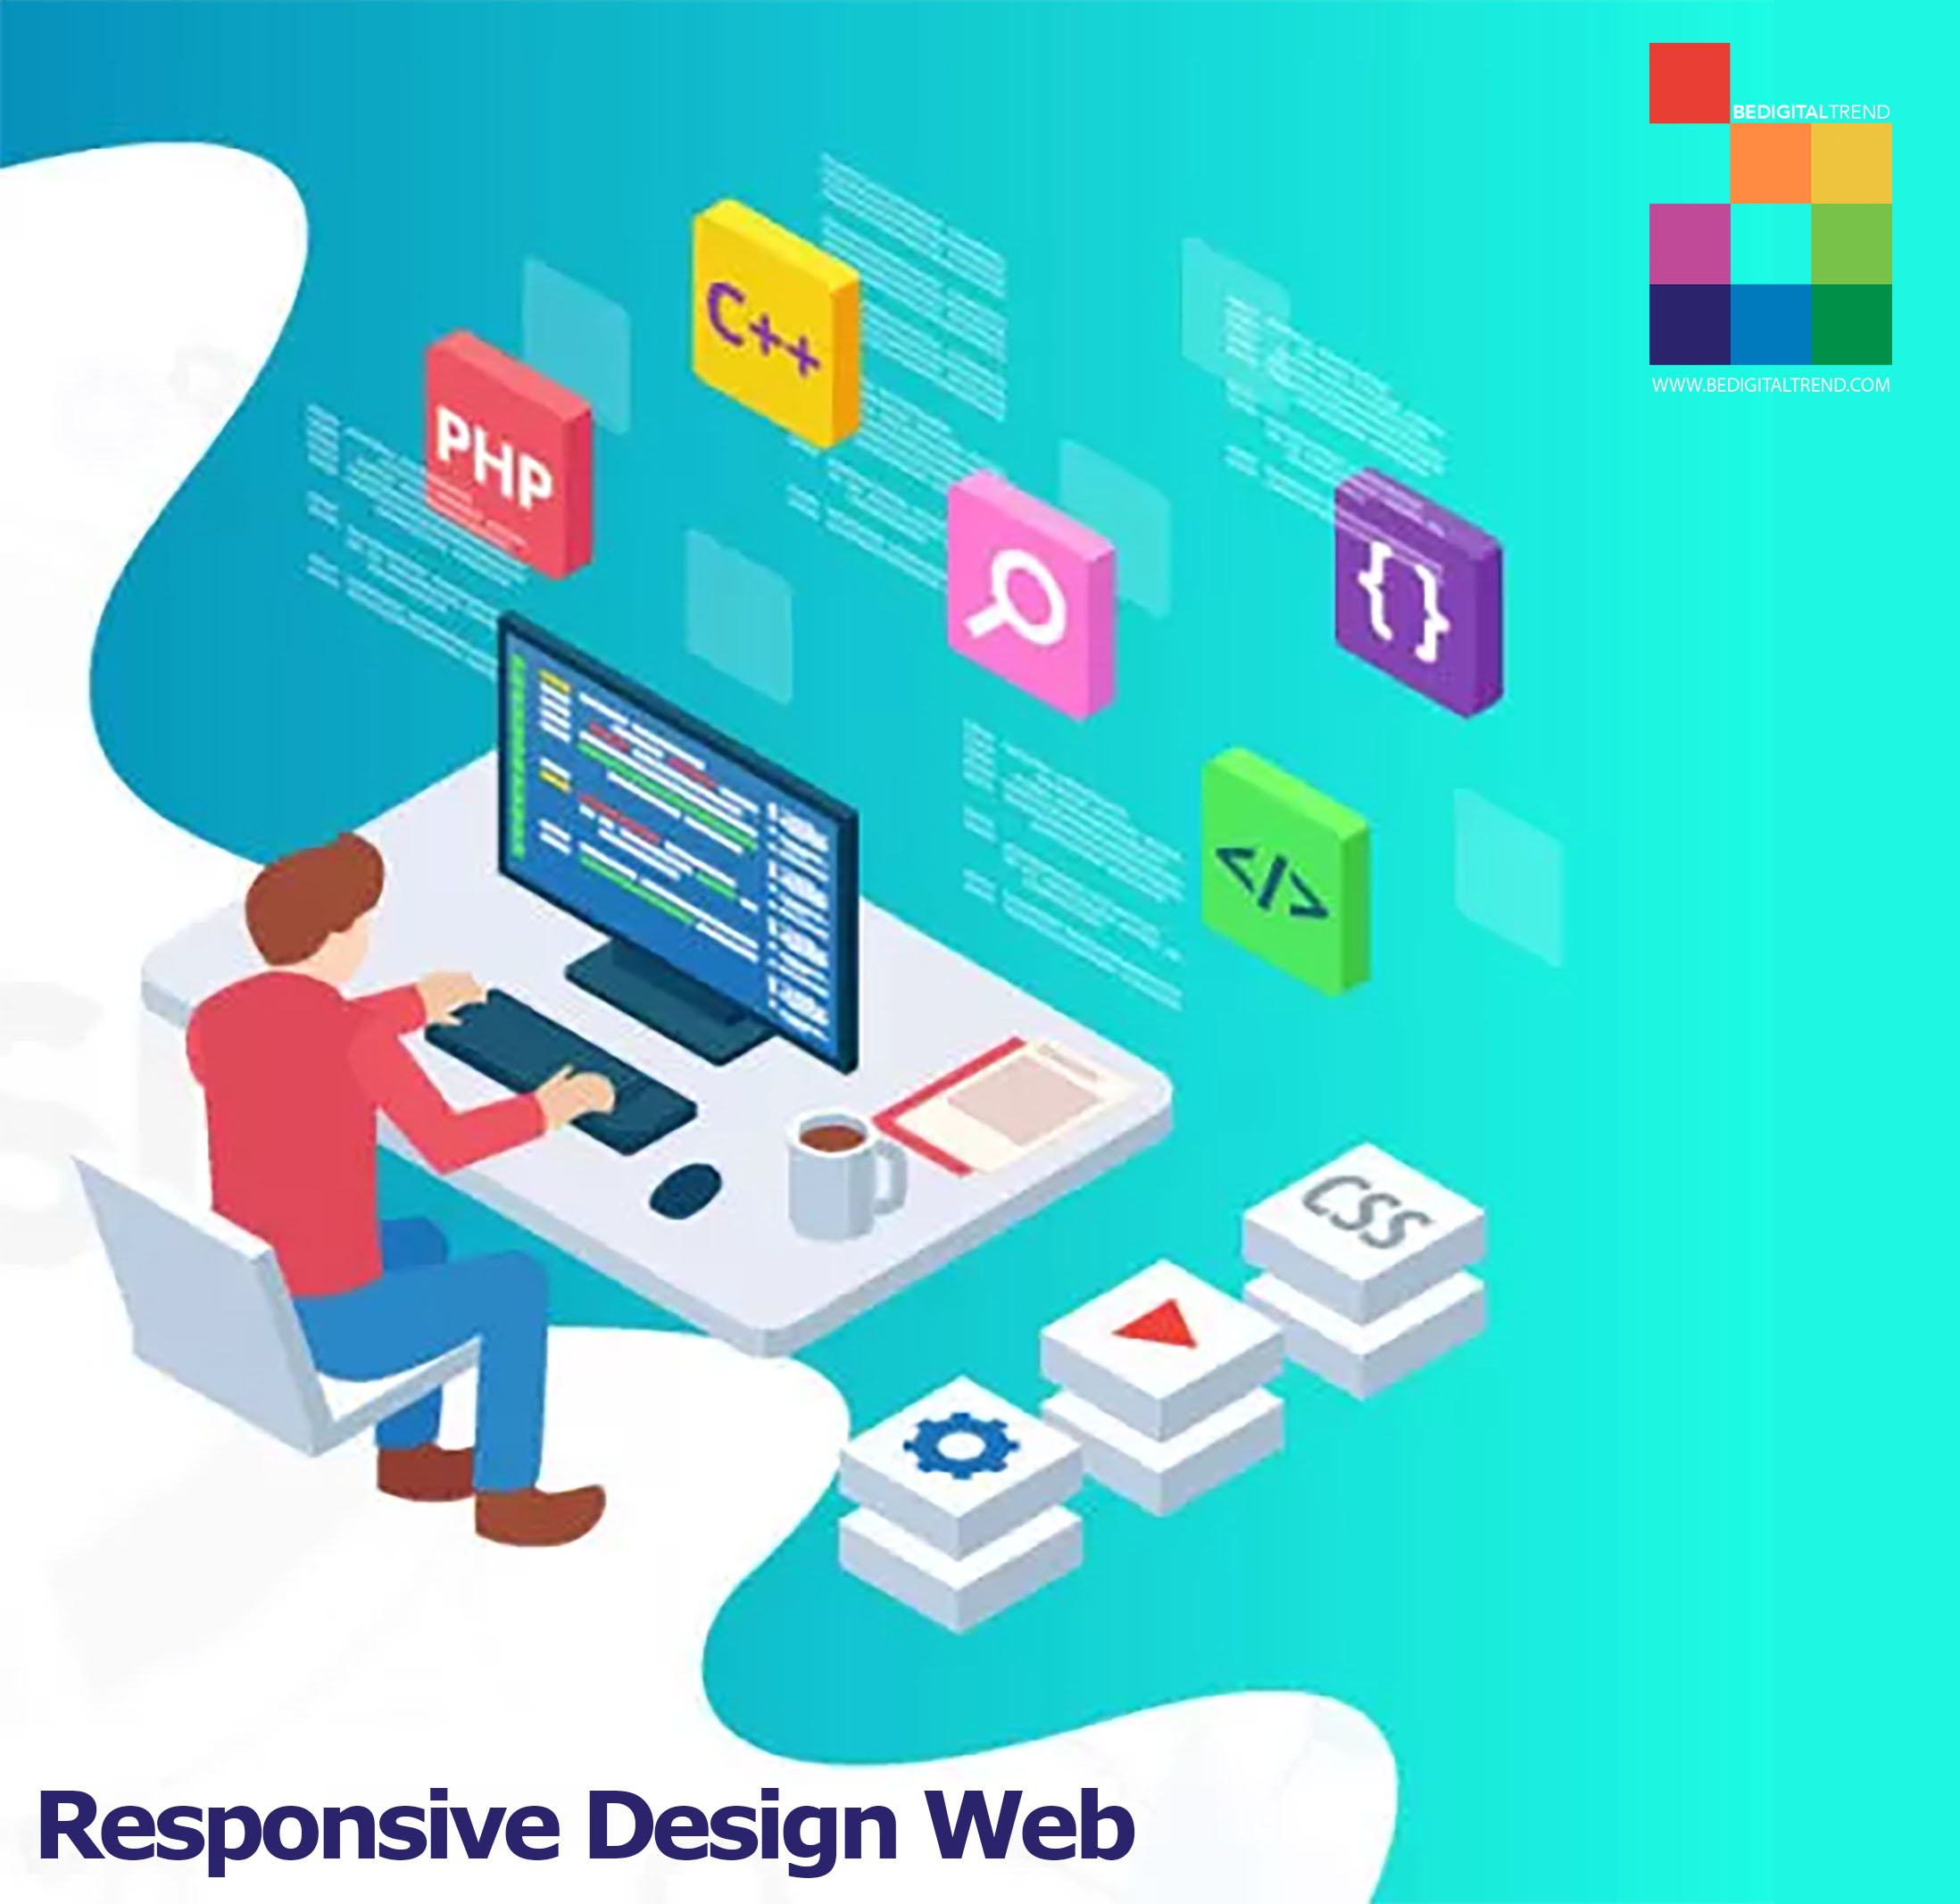 BEDIGITALTREND
WWW.BEDIGITALTREND.COM
C++
PHP
{}
</>
CSS
Responsive Design Web